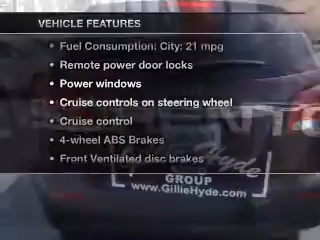 VEHICLE FEATURES
• Fuel Consumption: City: 21 mpg
• Remote power door locks
• Power windows
• Cruise controls on steering wheel
• Cruise control
• 4-wheel ABS Brakes
• Front Ventilated disc brakes
Hyde
GROUP
www.GillieHyde.com